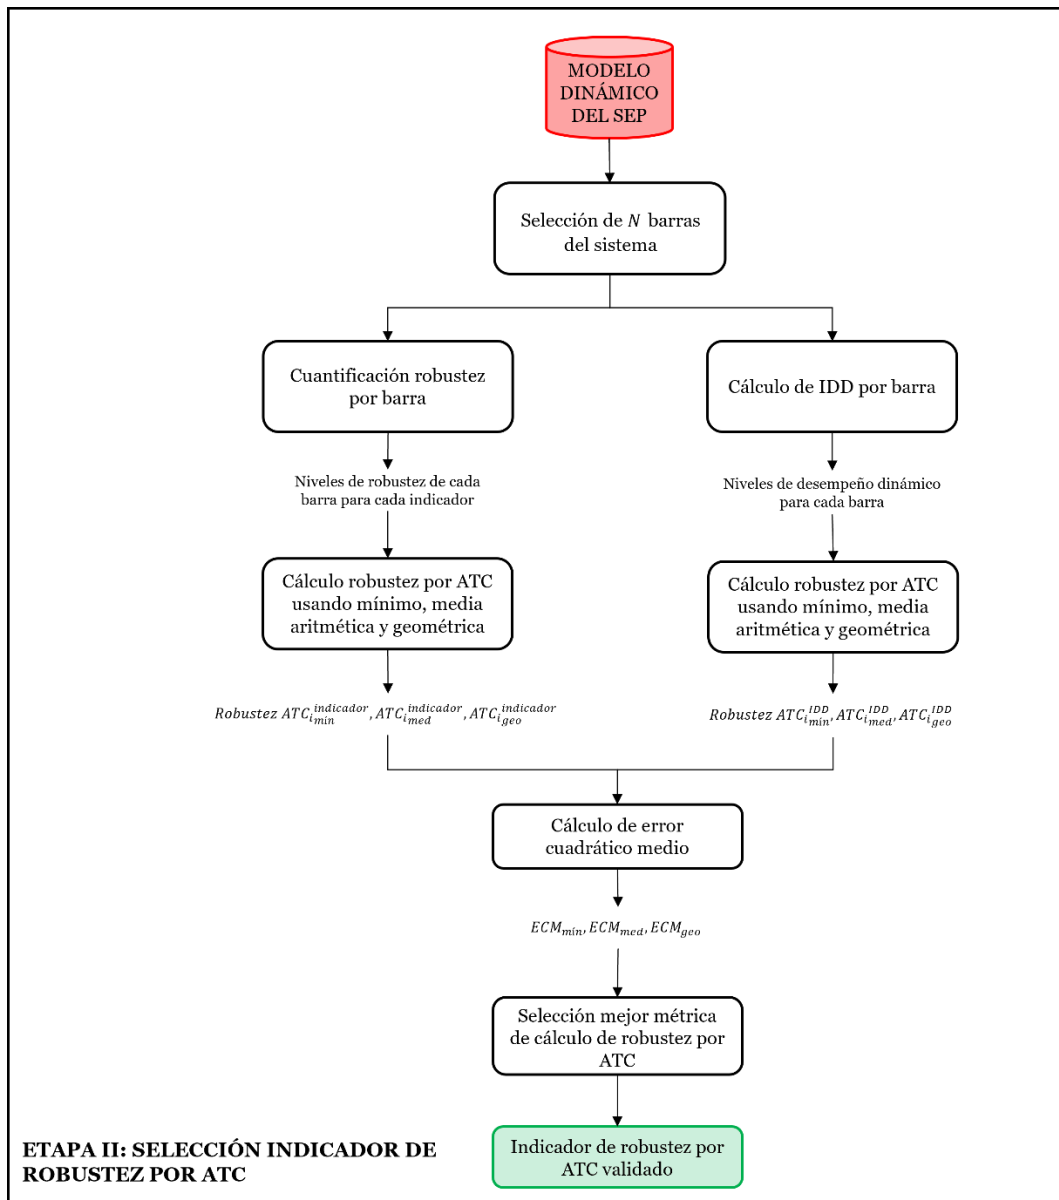 MODELO
DINÁMICO
DEL SEP
Selección de N barras
del sistema
Cuantificación robustez
por barra
Cálculo de IDD por barra
Niveles de robustez de cada
barra para cada indicador
Niveles de desempeño dinámico
para cada barra
Cálculo robustez por ATC
usando mínimo, media
aritmética y geométrica
Cálculo robustez por ATC
usando mínimo, media
aritmética y geométrica
Robustez $ATC_{i_{mín}}^{indicador}, ATC_{i_{med}}^{indicador}, ATC_{i_{geo}}^{indicador}$
Robustez $ATC_{i_{mín}}^{IDD}, ATC_{i_{med}}^{IDD}, ATC_{i_{geo}}^{IDD}$
Cálculo de error
cuadrático medio
$ECM_{mín}, ECM_{med}, ECM_{geo}$
Selección mejor métrica
de cálculo de robustez por
ATC
Indicador de robustez por
ATC validado
ETAPA II: SELECCIÓN INDICADOR DE
ROBUSTEZ POR ATC